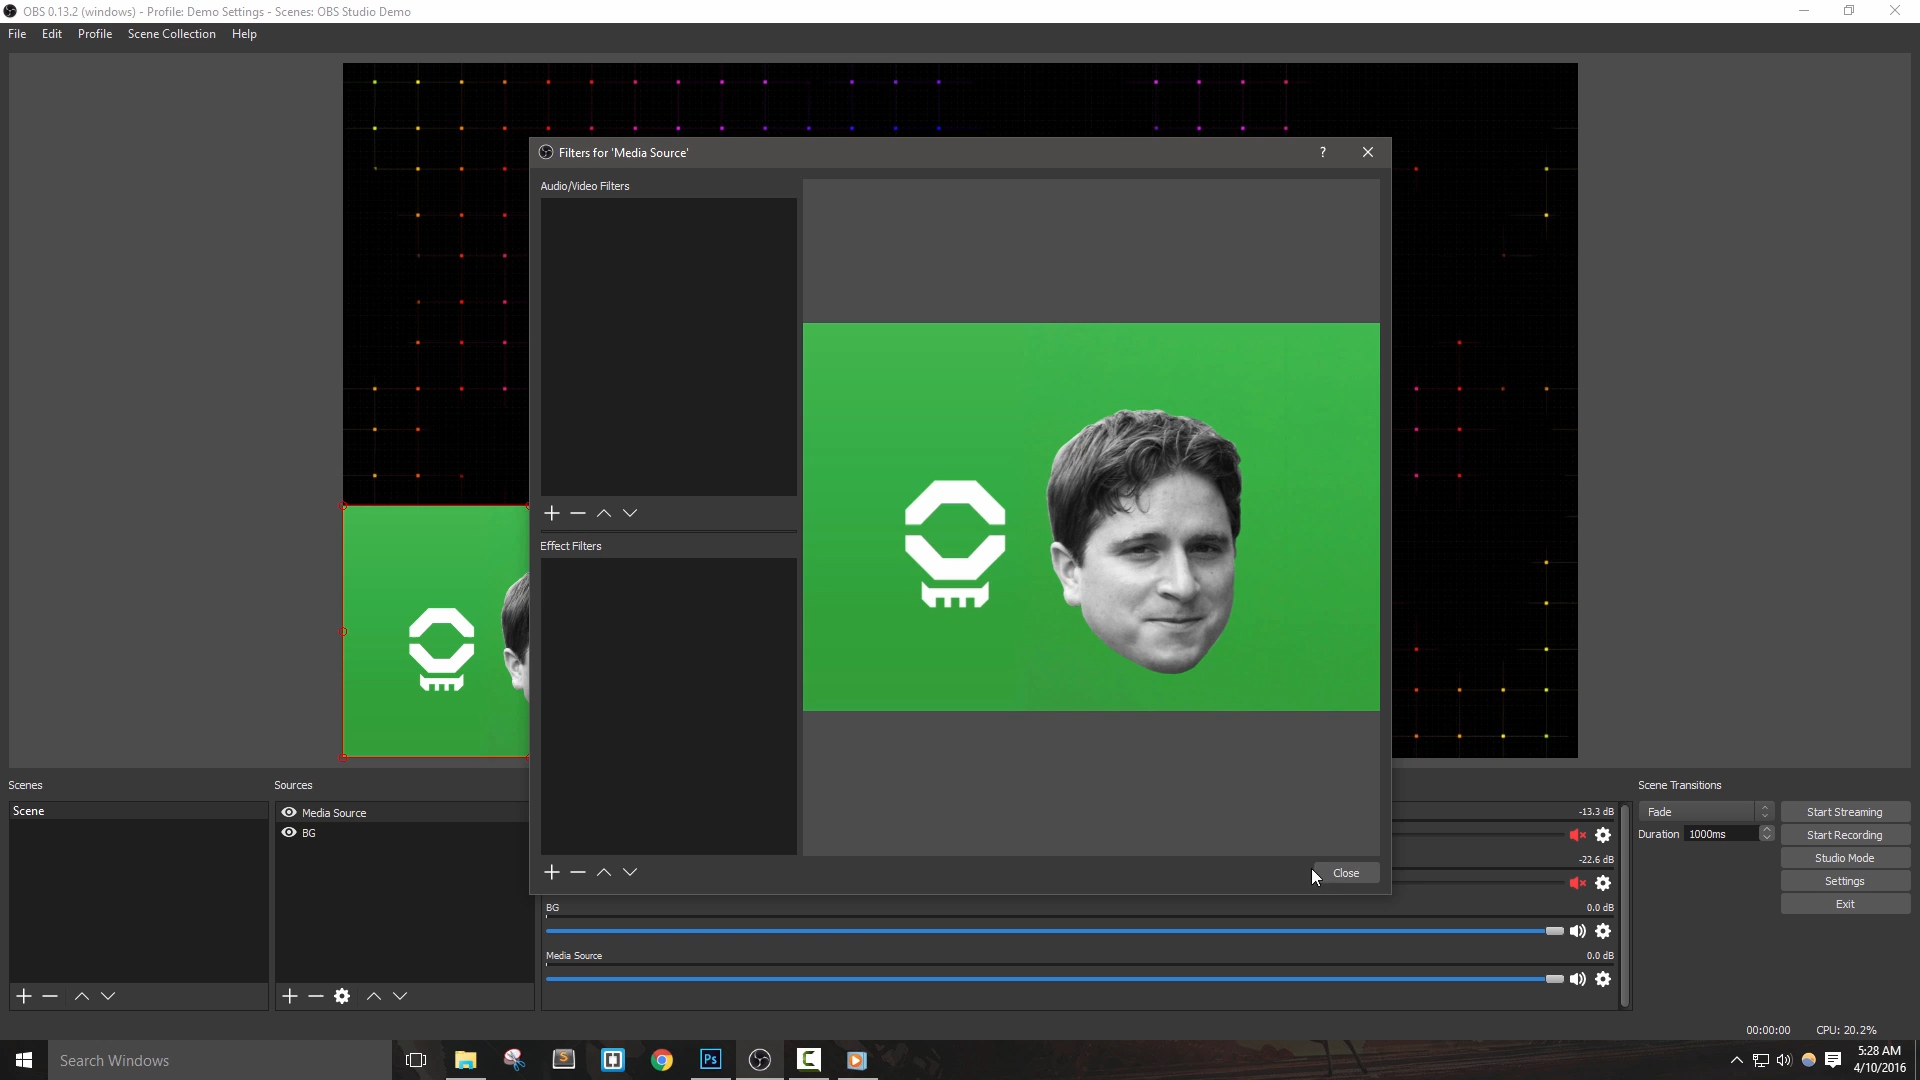 OBS 0.13.2 (windows) - Profile: Demo Settings - Scenes: OBS Studio Demo
File Edit Profile Scene Collection Help
Filters for 'Media Source'
?
Audio/Video Filters
Effect Filters
Close
Scenes
Scene
Sources
Media Source
BG
-13.3 dB
-22.6 dB
BG 0.0 dB
Media Source 0.0 dB
Scene Transitions
Fade
Duration 1000ms
Start Streaming
Start Recording
Studio Mode
Settings
Exit
00:00:00 CPU: 20.2%
Search Windows
S
Ps
C
5:28 AM
4/10/2016